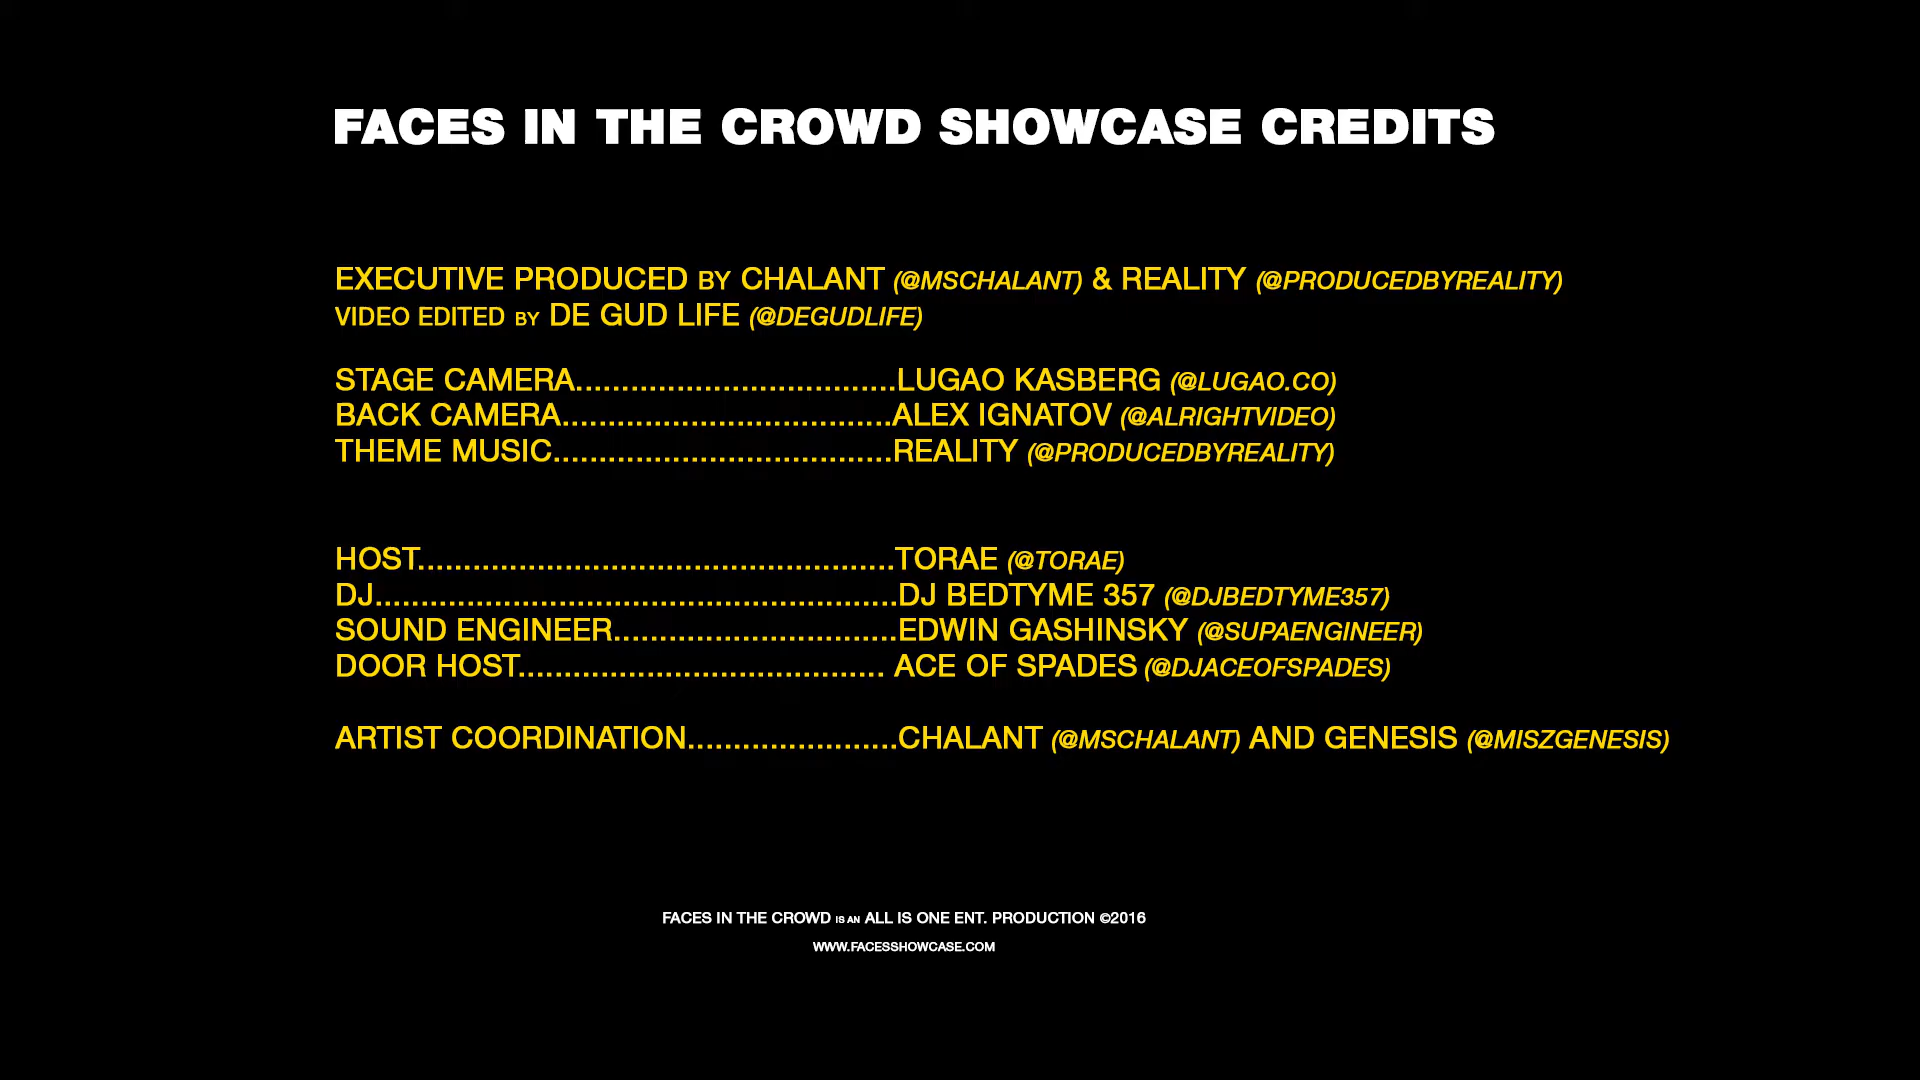 FACES IN THE CROWD SHOWCASE CREDITS
EXECUTIVE PRODUCED BY CHALANT (@MSCHALANT) & REALITY (@PRODUCEDBYREALITY)
VIDEO EDITED BY DE GUD LIFE (@DEGUDLIFE)
STAGE CAMERA...................................LUGAO KASBERG (@LUGAO.CO)
BACK CAMERA....................................ALEX IGNATOV (@ALRIGHTVIDEO)
THEME MUSIC.....................................REALITY (@PRODUCEDBYREALITY)
HOST....................................................TORAE (@TORAE)
DJ.........................................................DJ BEDTYME 357 (@DJBEDTYME357)
SOUND ENGINEER...............................EDWIN GASHINSKY (@SUPAENGINEER)
DOOR HOST........................................ ACE OF SPADES (@DJACEOFSPADES)
ARTIST COORDINATION.......................CHALANT (@MSCHALANT) AND GENESIS (@MISZGENESIS)
FACES IN THE CROWD IS AN ALL IS ONE ENT. PRODUCTION ©2016
WWW.FACESSHOWCASE.COM